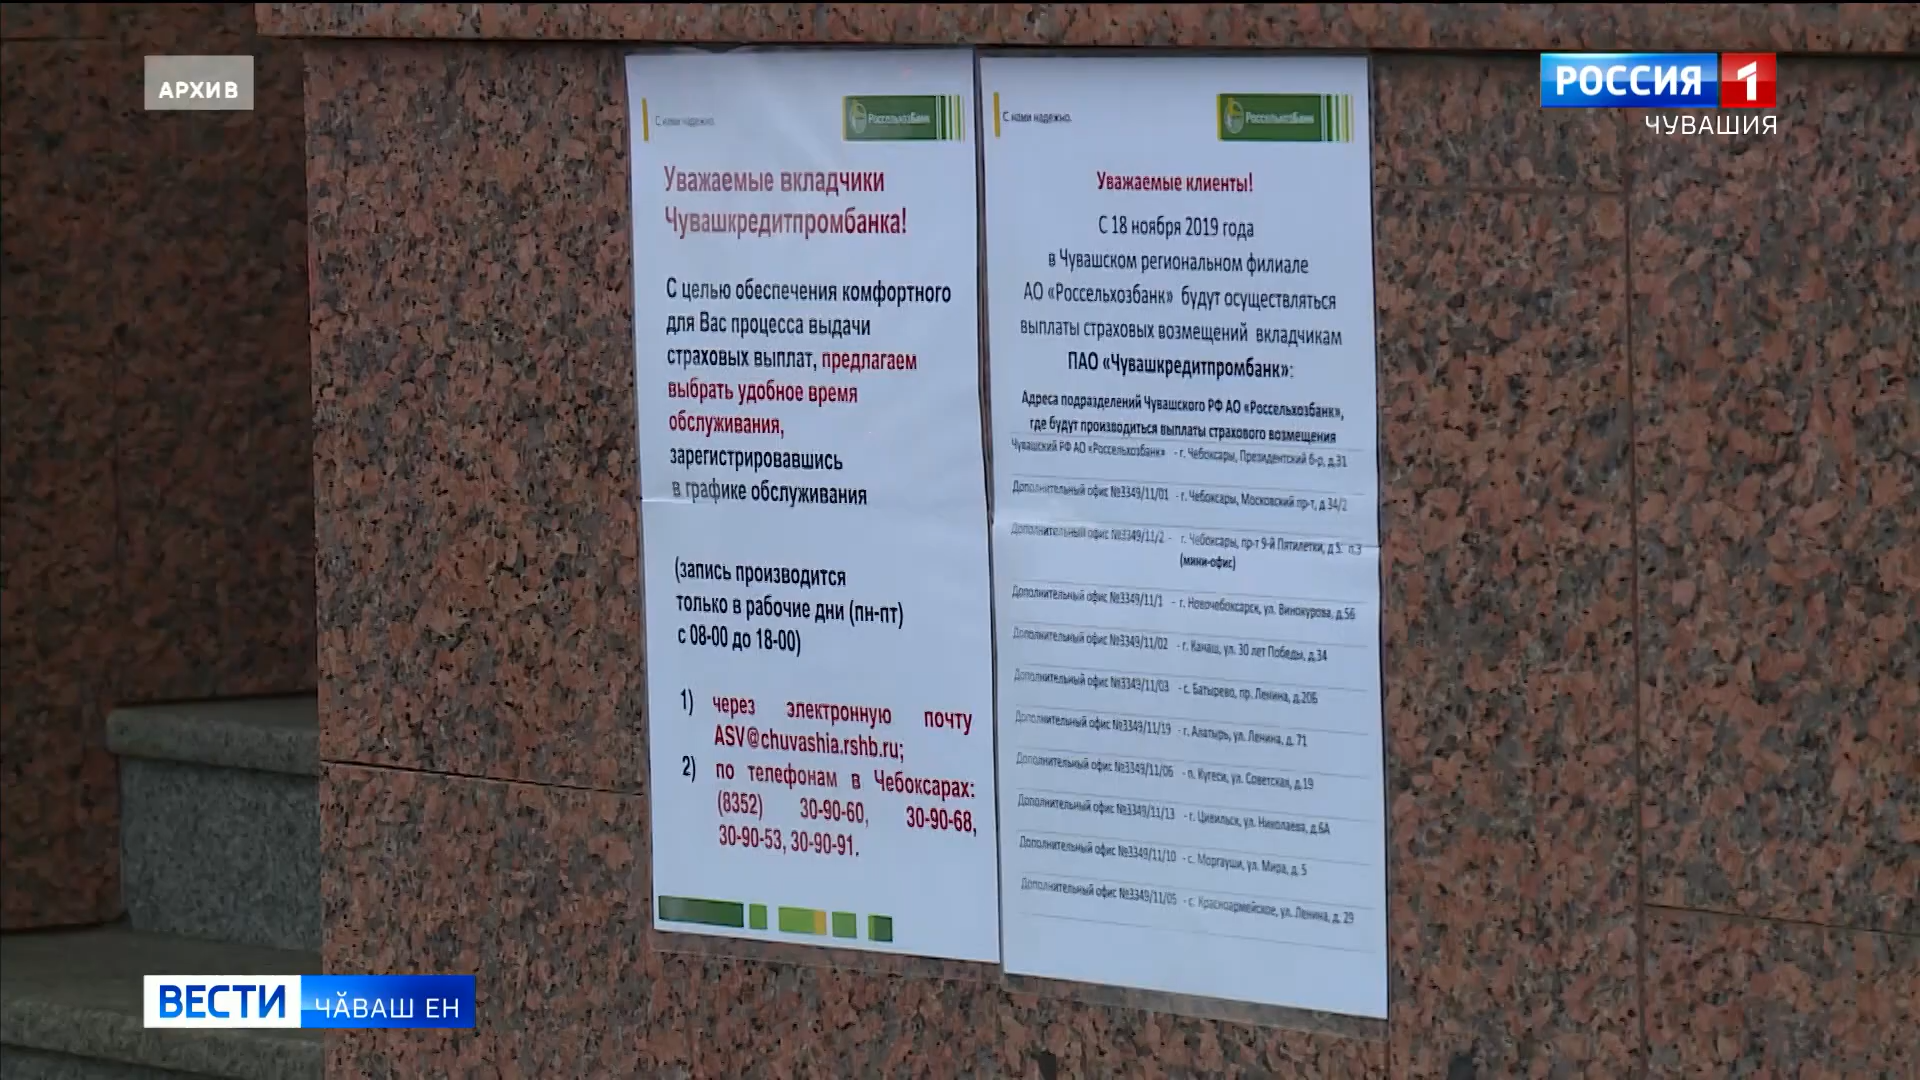 АРХИВ
РОССИЯ 1
ЧУВАШИЯ
С нами надежно.
РоссельхозБанк
Уважаемые вкладчики
Чувашкредитпромбанка!
С целью обеспечения комфортного
для Вас процесса выдачи
страховых выплат, предлагаем
выбрать удобное время
обслуживания,
зарегистрировавшись
в графике обслуживания
(запись производится
только в рабочие дни (пн-пт)
с 08-00 до 18-00)
1) через электронную почту
ASV@chuvashia.rshb.ru;
2) по телефонам в Чебоксарах:
(8352) 30-90-60, 30-90-68,
30-90-53, 30-90-91.
С нами надежно.
РоссельхозБанк
Уважаемые клиенты!
С 18 ноября 2019 года
в Чувашском региональном филиале
АО «Россельхозбанк» будут осуществляться
выплаты страховых возмещений вкладчикам
ПАО «Чувашкредитпромбанк»:
Адреса подразделений Чувашского РФ АО «Россельхозбанк»,
где будут производиться выплаты страхового возмещения
Чувашский РФ АО «Россельхозбанк» - г. Чебоксары, Президентский б-р, д.31
Дополнительный офис №3349/11/01 - г. Чебоксары, Московский пр-т, д.34/2
Дополнительный офис №3349/11/2 - г. Чебоксары, пр-т 9-й Пятилетки, п.3
(мини-офис)
Дополнительный офис №3349/11/1 - г. Новочебоксарск, ул. Винокурова, д.56
Дополнительный офис №3349/11/02 - г. Канаш, ул. 30 лет Победы, д.34
Дополнительный офис №3349/11/03 - с. Батырево, пр. Ленина, д.20Б
Дополнительный офис №3349/11/19 - г. Алатырь, ул. Ленина, д. 71
Дополнительный офис №3349/11/06 - п. Кугеси, ул. Советская, д.19
Дополнительный офис №3349/11/13 - г. Цивильск, ул. Николаева, д.6А
Дополнительный офис №3349/11/10 - с. Моргауши, ул. Мира, д. 5
Дополнительный офис №3349/11/05 - с. Красноармейское, ул. Ленина, д. 29
ВЕСТИ ЧӐВАШ ЕН